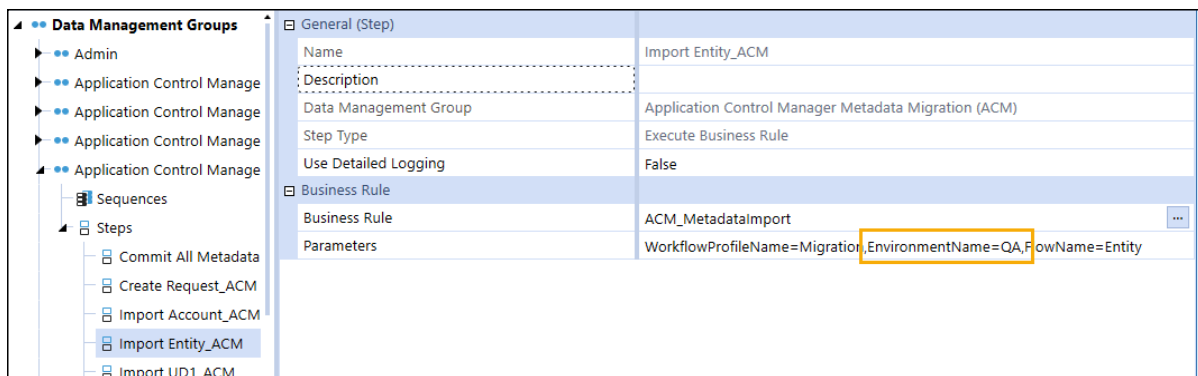 Data Management Groups
Admin
Application Control Manage
Application Control Manage
Application Control Manage
Application Control Manage
Sequences
Steps
Commit All Metadata
Create Request_ACM
Import Account_ACM
Import Entity_ACM
Import UD1_ACM
General (Step)
Name Import Entity_ACM
Description
Data Management Group Application Control Manager Metadata Migration (ACM)
Step Type Execute Business Rule
Use Detailed Logging False
Business Rule
Business Rule ACM_MetadataImport ...
Parameters WorkflowProfileName=Migration,EnvironmentName=QA,FlowName=Entity